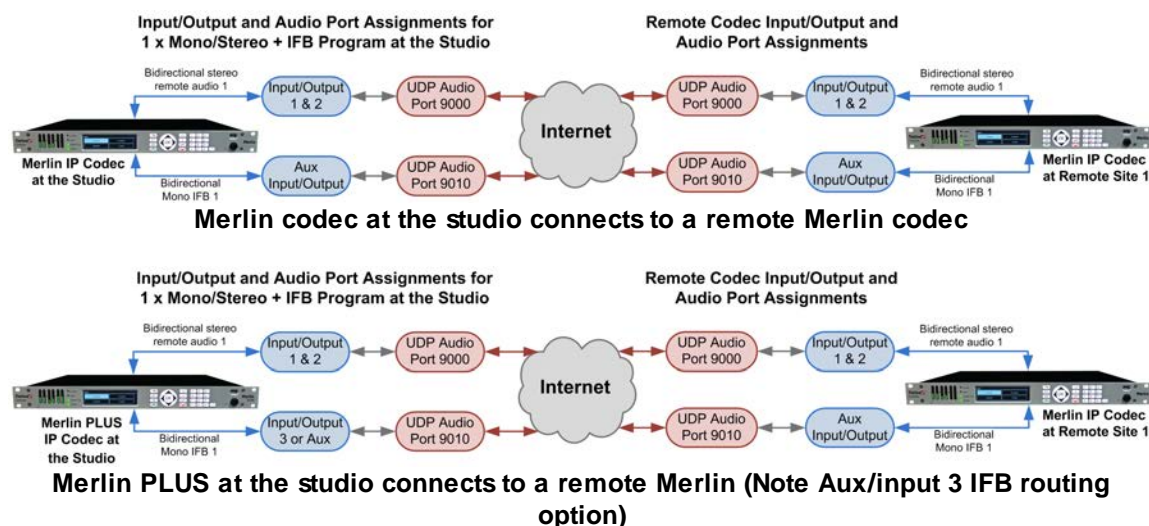 Input/Output and Audio Port Assignments for
1 x Mono/Stereo + IFB Program at the Studio
Remote Codec Input/Output and
Audio Port Assignments
Bidirectional stereo
remote audio 1
Input/Output
1 & 2
UDP Audio
Port 9000
Internet
UDP Audio
Port 9000
Input/Output
1 & 2
Bidirectional stereo
remote audio 1
Merlin IP Codec
at the Studio
Bidirectional
Mono IFB 1
Aux
Input/Output
UDP Audio
Port 9010
UDP Audio
Port 9010
Aux
Input/Output
Bidirectional
Mono IFB 1
Merlin IP Codec
at Remote Site 1
Merlin codec at the studio connects to a remote Merlin codec
Input/Output and Audio Port Assignments for
1 x Mono/Stereo + IFB Program at the Studio
Remote Codec Input/Output and
Audio Port Assignments
Bidirectional stereo
remote audio 1
Input/Output
1 & 2
UDP Audio
Port 9000
Internet
UDP Audio
Port 9000
Input/Output
1 & 2
Bidirectional stereo
remote audio 1
Merlin PLUS
IP Codec at
the Studio
Bidirectional
Mono IFB 1
Input/Output
3 or Aux
UDP Audio
Port 9010
UDP Audio
Port 9010
Aux
Input/Output
Bidirectional
Mono IFB 1
Merlin IP Codec
at Remote Site 1
Merlin PLUS at the studio connects to a remote Merlin (Note Aux/input 3 IFB routing
option)